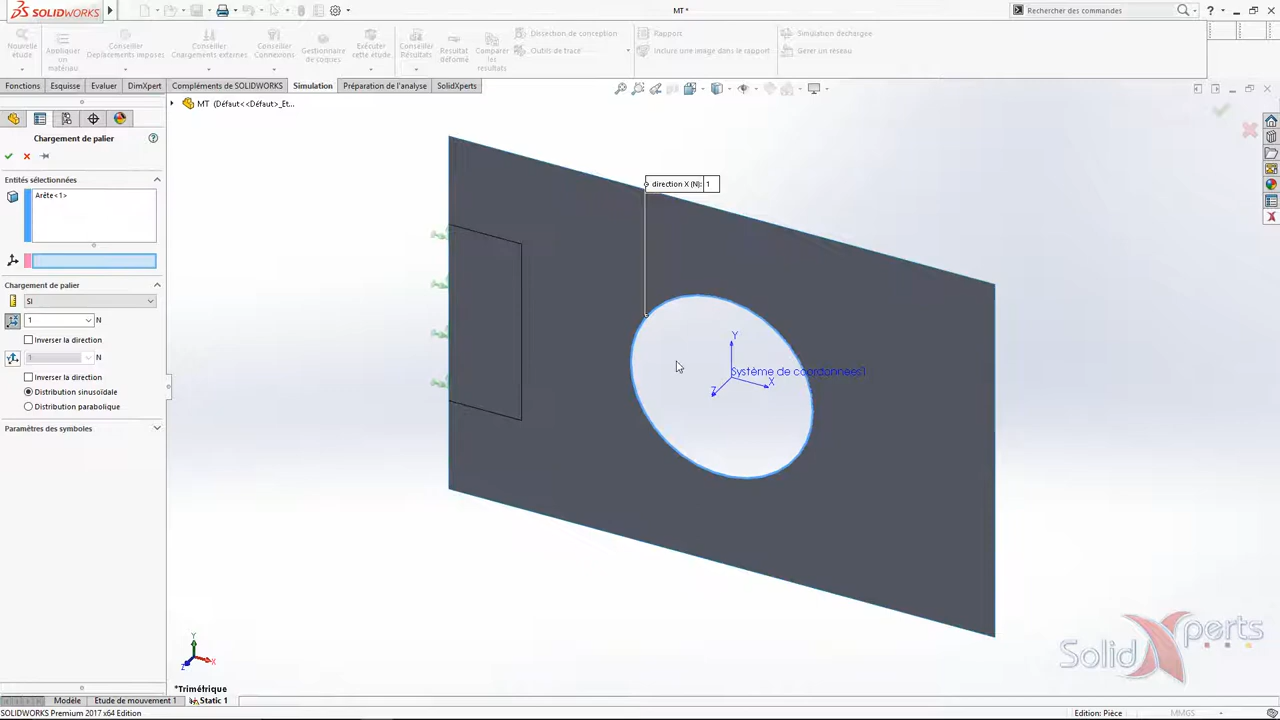 SOLIDWORKS
MT *
Rechercher des commandes
Nouvelle étude
Appliquer un matériau
Conseiller Déplacements imposés
Conseiller Chargements externes
Conseiller Connexions
Gestionnaire de coques
Exécuter cette étude
Conseiller Résultats
Résultat déformé
Comparer les résultats
Dissection de conception
Outils de tracé
Rapport
Inclure une image dans le rapport
Simulation déchargée
Gérer un réseau
Fonctions
Esquisse
Evaluer
DimXpert
Compléments de SOLIDWORKS
Simulation
Préparation de l'analyse
SolidXperts
MT (Défaut<<Défaut>_Et...
Chargement de palier
Entités sélectionnées
Arête<1>
Chargement de palier
SI
1
N
Inverser la direction
1
N
Inverser la direction
Distribution sinusoïdale
Distribution parabolique
Paramètres des symboles
direction X (N): 1
Y
Système de coordonnées1
X
Z
Y
X
Z
*Trimétrique
SolidXperts
Modèle
Etude de mouvement 1
Static 1
SOLIDWORKS Premium 2017 x64 Edition
Edition: Pièce
MMGS